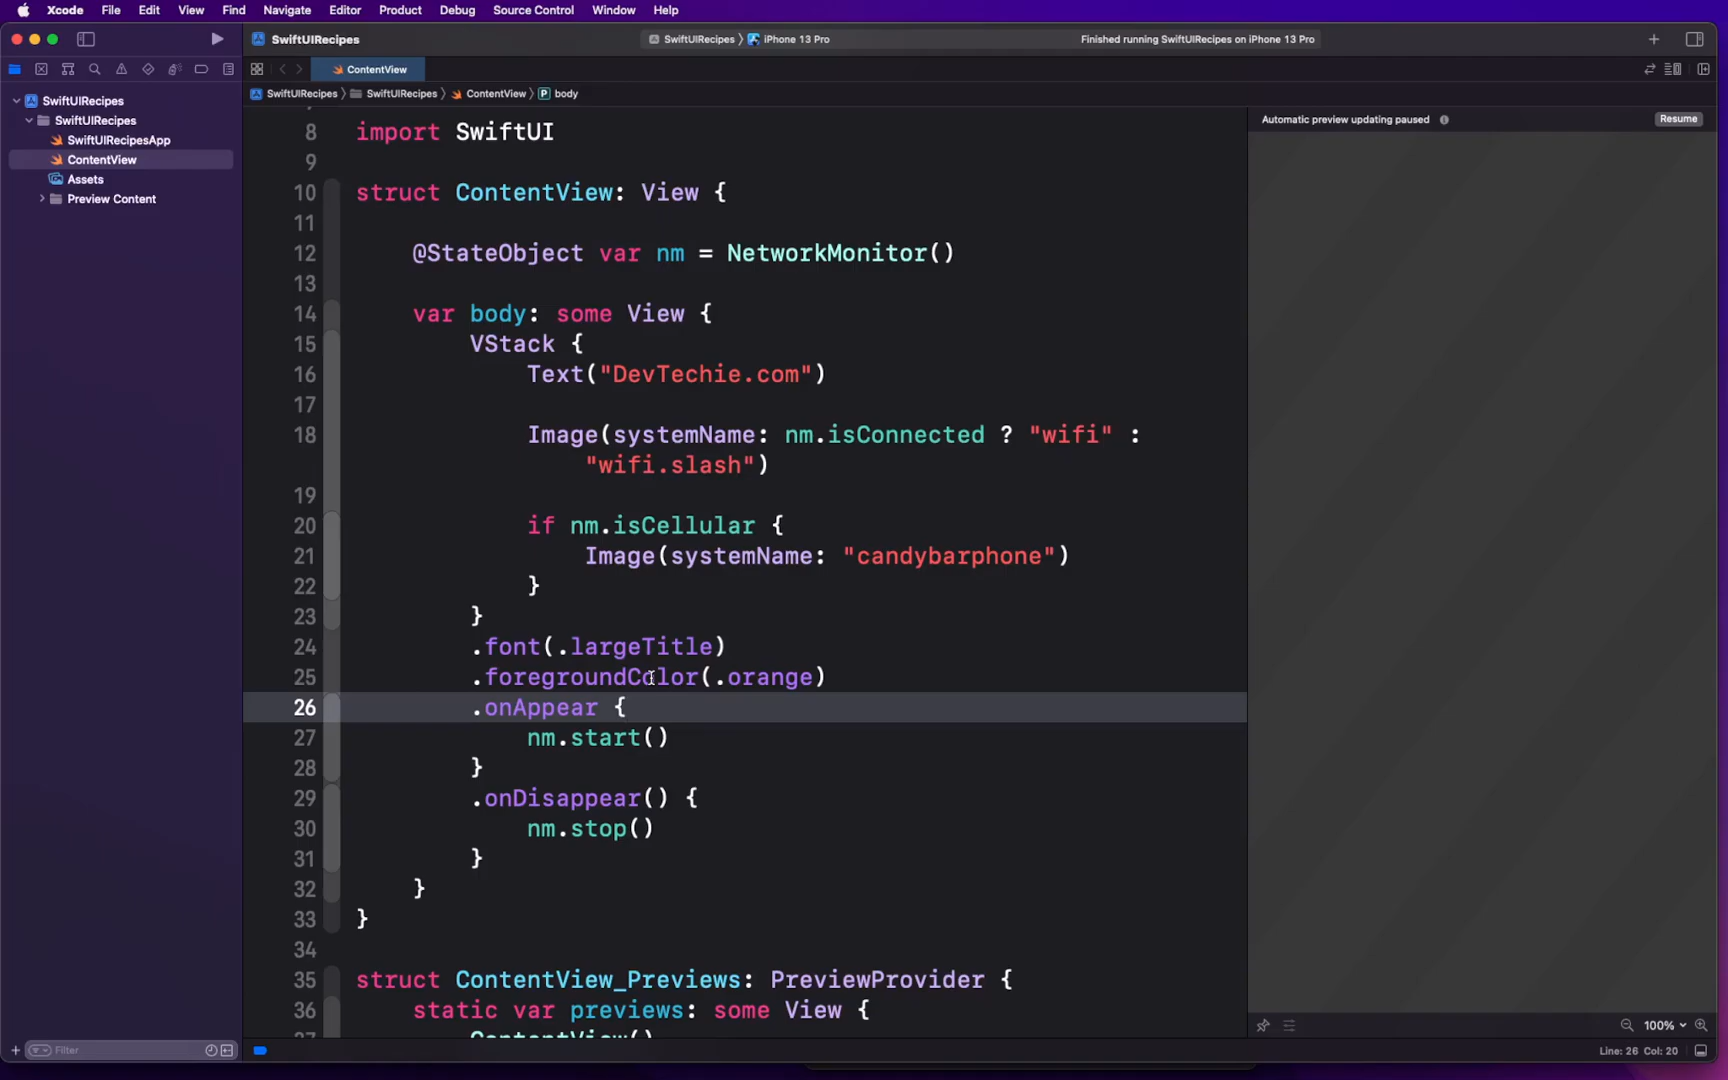 Xcode File Edit View Find Navigate Editor Product Debug Source Control Window Help
SwiftUIRecipes
SwiftUIRecipes iPhone 13 Pro
Finished running SwiftUIRecipes on iPhone 13 Pro
ContentView
SwiftUIRecipes SwiftUIRecipes ContentView P body
SwiftUIRecipes
SwiftUIRecipes
SwiftUIRecipesApp
ContentView
Assets
Preview Content
8 import SwiftUI
9
10 struct ContentView: View {
11
12 @StateObject var nm = NetworkMonitor()
13
14 var body: some View {
15 VStack {
16 Text("DevTechie.com")
17
18 Image(systemName: nm.isConnected ? "wifi" :
"wifi.slash")
19
20 if nm.isCellular {
21 Image(systemName: "candybarphone")
22 }
23 }
24 .font(.largeTitle)
25 .foregroundColor(.orange)
26 .onAppear {
27 nm.start()
28 }
29 .onDisappear() {
30 nm.stop()
31 }
32 }
33 }
34
35 struct ContentView_Previews: PreviewProvider {
36 static var previews: some View {
Automatic preview updating paused
Resume
100%
Filter
Line: 26 Col: 20